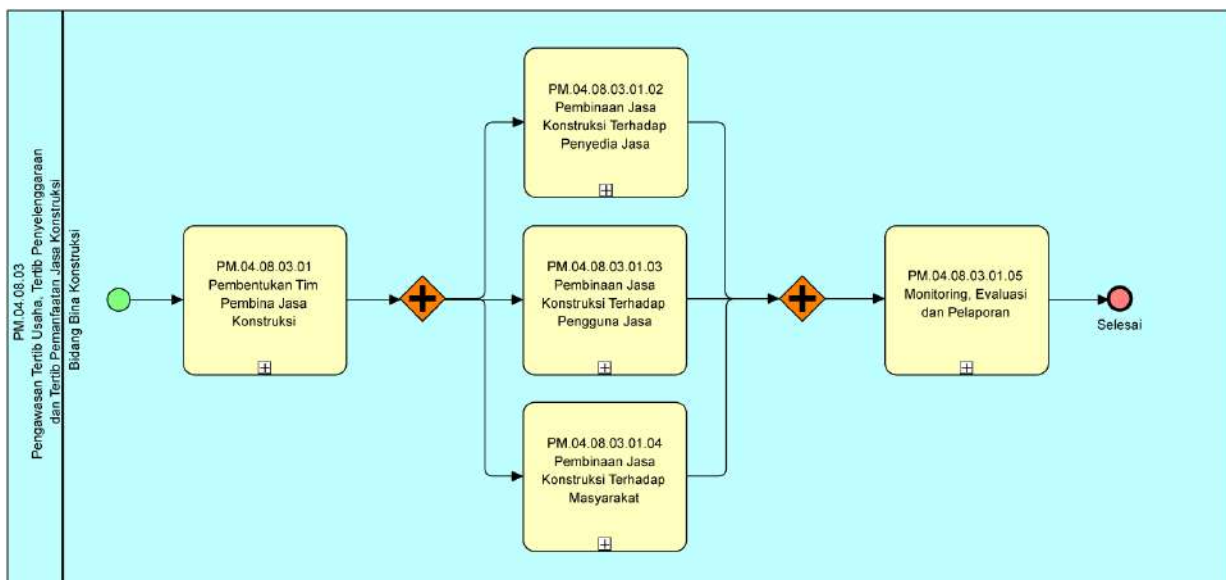 PM.04.08.03
Pengawasan Tertib Usaha, Tertib Penyelenggaraan
dan Tertib Pemanfaatan Jasa Konstruksi
Bidang Bina Konstruksi
PM.04.08.03.01
Pembentukan Tim
Pembina Jasa
Konstruksi
PM.04.08.03.01.02
Pembinaan Jasa
Konstruksi Terhadap
Penyedia Jasa
PM.04.08.03.01.03
Pembinaan Jasa
Konstruksi Terhadap
Pengguna Jasa
PM.04.08.03.01.04
Pembinaan Jasa
Konstruksi Terhadap
Masyarakat
PM.04.08.03.01.05
Monitoring, Evaluasi
dan Pelaporan
Selesai